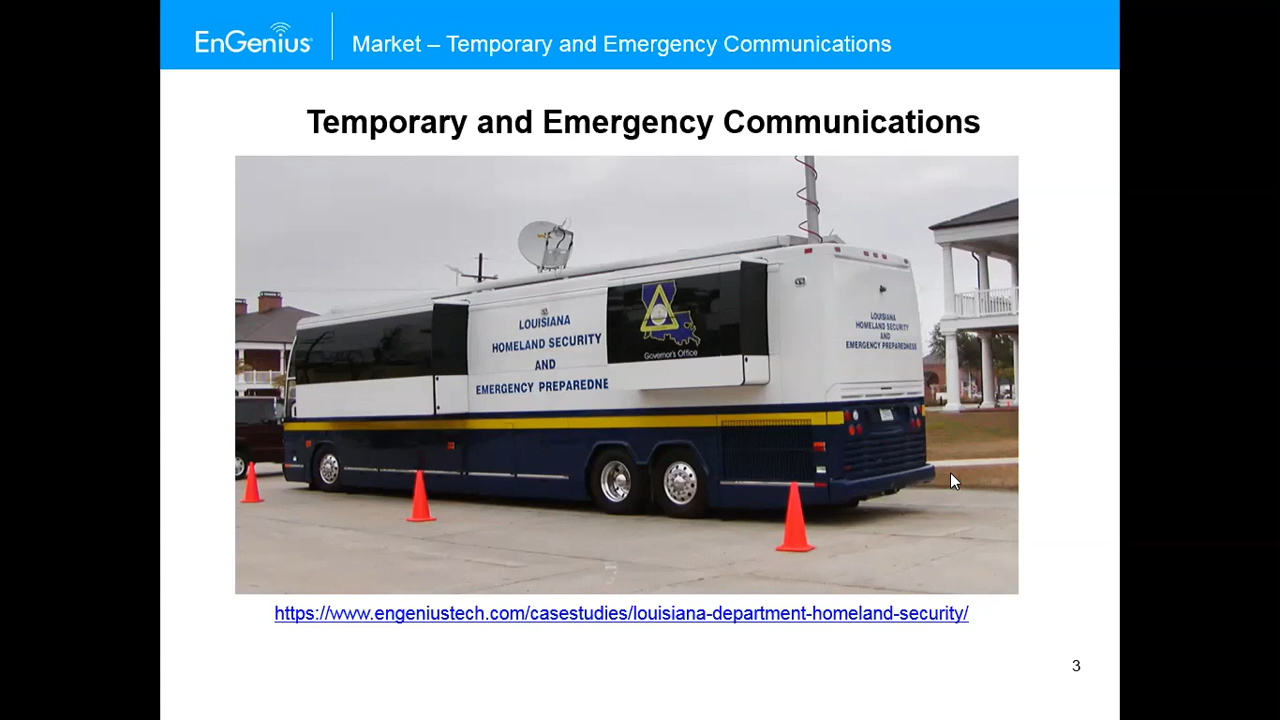 EnGenius
Market – Temporary and Emergency Communications
Temporary and Emergency Communications
LOUISIANA
HOMELAND SECURITY
AND
EMERGENCY PREPAREDNE
Governor's Office
LOUISIANA
HOMELAND SECURITY
AND
EMERGENCY PREPAREDNESS
https://www.engeniustech.com/casestudies/louisiana-department-homeland-security/
3